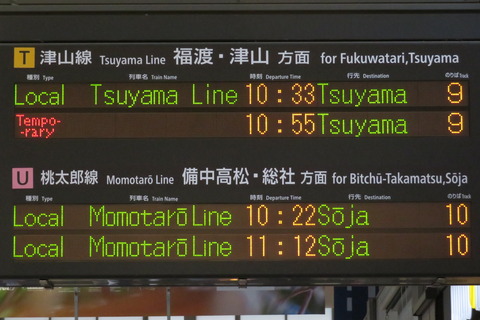 T 津山線 Tsuyama Line 福渡・津山 方面 for Fukuwatari,Tsuyama
種別 Type 列車名 Train Name 時刻 Departure Time 行先 Destination のりば Track
Local Tsuyama Line 10:33 Tsuyama 9
Tempo-
-rary 10:55 Tsuyama 9
U 桃太郎線 Momotarō Line 備中高松・総社 方面 for Bitchū-Takamatsu,Sōja
種別 Type 列車名 Train Name 時刻 Departure Time 行先 Destination のりば Track
Local Momotarō Line 10:22 Sōja 10
Local Momotarō Line 11:12 Sōja 10